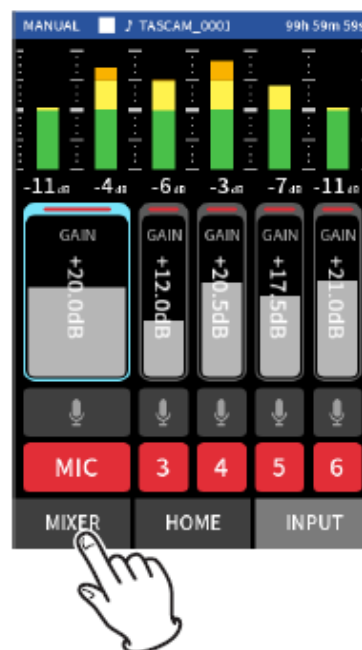 MANUAL ♪ TASCAM_0001 99h 59m 59s
-11dB -4dB -6dB -3dB -7dB -11dB
GAIN GAIN GAIN GAIN GAIN
+20.0dB +12.0dB +20.5dB +17.5dB +21.0dB
MIC 3 4 5 6
MIXER HOME INPUT